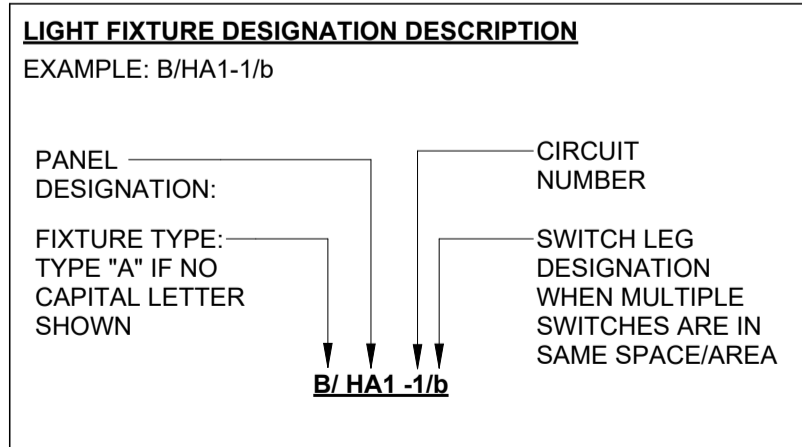 LIGHT FIXTURE DESIGNATION DESCRIPTION
EXAMPLE: B/HA1-1/b
PANEL
DESIGNATION:
CIRCUIT
NUMBER
FIXTURE TYPE:
TYPE "A" IF NO
CAPITAL LETTER
SHOWN
SWITCH LEG
DESIGNATION
WHEN MULTIPLE
SWITCHES ARE IN
SAME SPACE/AREA
B/ HA1 -1/b